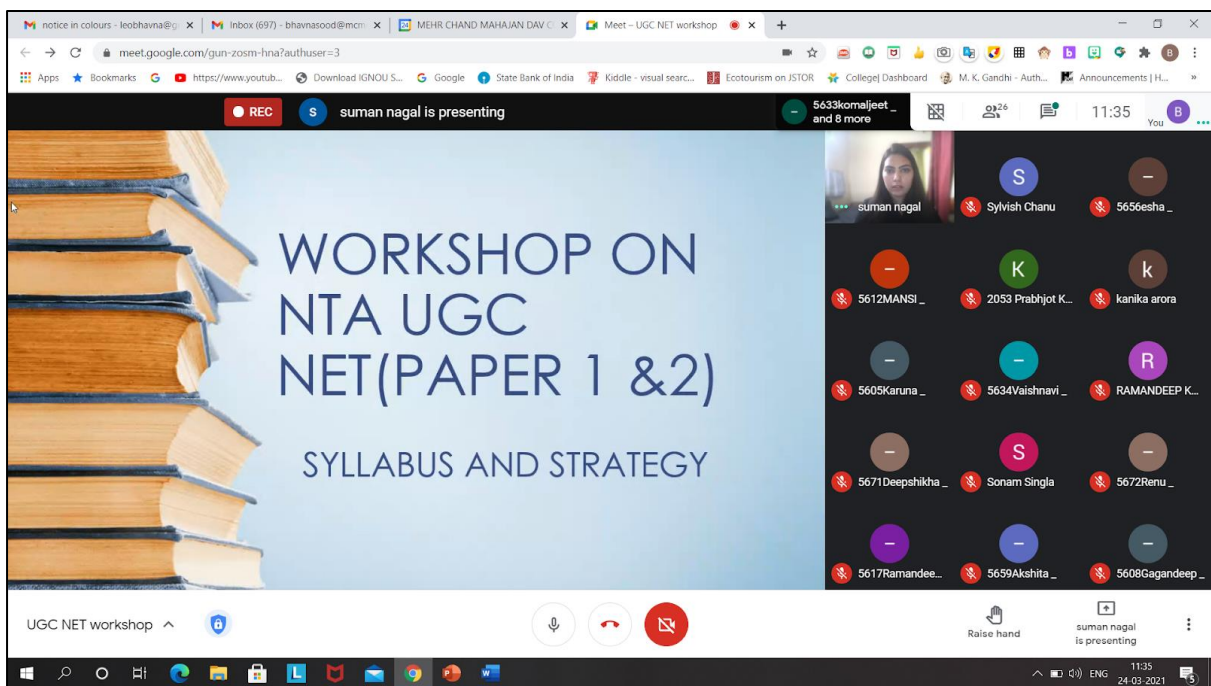 notice in colours - leobhavna@g
Inbox (697) - bhavnasood@mcm
MEHR CHAND MAHAJAN DAV C
Meet – UGC NET workshop
meet.google.com/gun-zosm-hna?authuser=3
Apps Bookmarks G https://www.youtub... Download IGNOU S... Google State Bank of India Kiddle - visual searc... Ecotourism on JSTOR College| Dashboard M. K. Gandhi - Auth... Announcements | H... »
REC S suman nagal is presenting
5633komaljeet _
and 8 more
26
11:35
You B
WORKSHOP ON
NTA UGC
NET(PAPER 1 &2)
SYLLABUS AND STRATEGY
suman nagal
S
Sylvish Chanu
5656esha _
5612MANSI _
K
2053 Prabhjot K...
k
kanika arora
5605Karuna _
5634Vaishnavi _
R
RAMANDEEP K...
5671Deepshikha _
S
Sonam Singla
5672Renu _
5617Ramandee...
5659Akshita _
5608Gagandeep _
UGC NET workshop
Raise hand
suman nagal
is presenting
ENG
11:35
24-03-2021
5